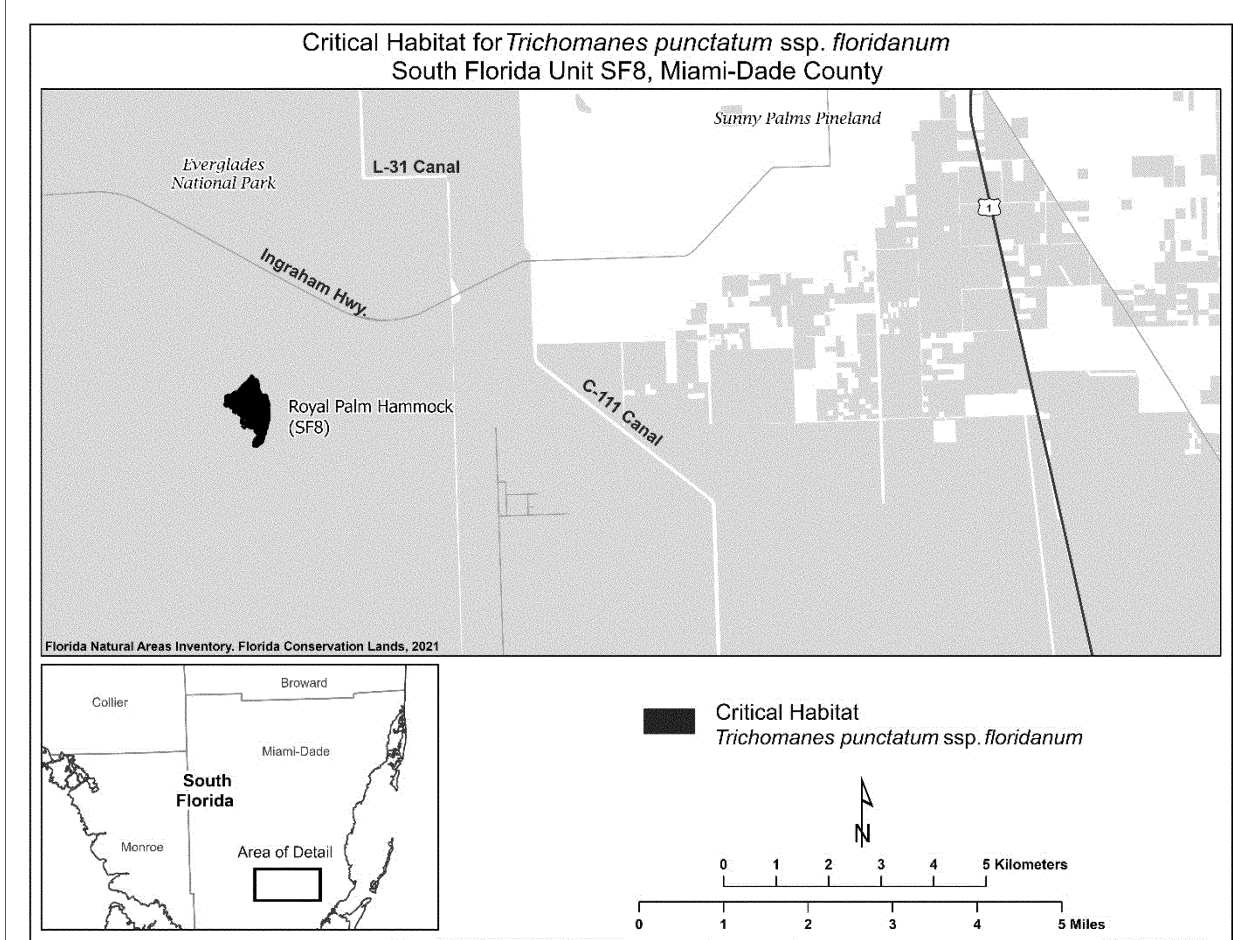 Critical Habitat for Trichomanes punctatum ssp. floridanum
South Florida Unit SF8, Miami-Dade County
Sunny Palms Pineland
Everglades
National Park
L-31 Canal
1
Ingraham Hwy.
Royal Palm Hammock
(SF8)
C-111 Canal
Florida Natural Areas Inventory. Florida Conservation Lands, 2021
Broward
Collier
Miami-Dade
South
Florida
Monroe
Area of Detail
Critical Habitat
Trichomanes punctatum ssp. floridanum
N
0 1 2 3 4 5 Kilometers
0 1 2 3 4 5 Miles